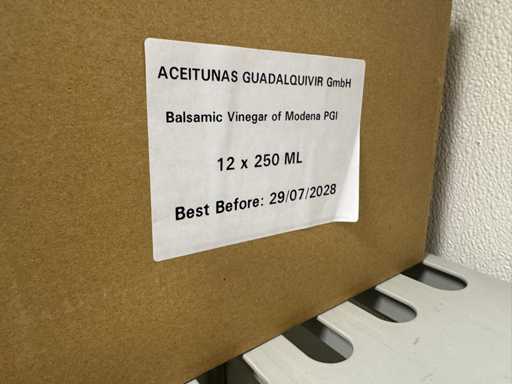 ACEITUNAS GUADALQUIVIR GmbH
Balsamic Vinegar of Modena PGI
12 x 250 ML
Best Before: 29/07/2028